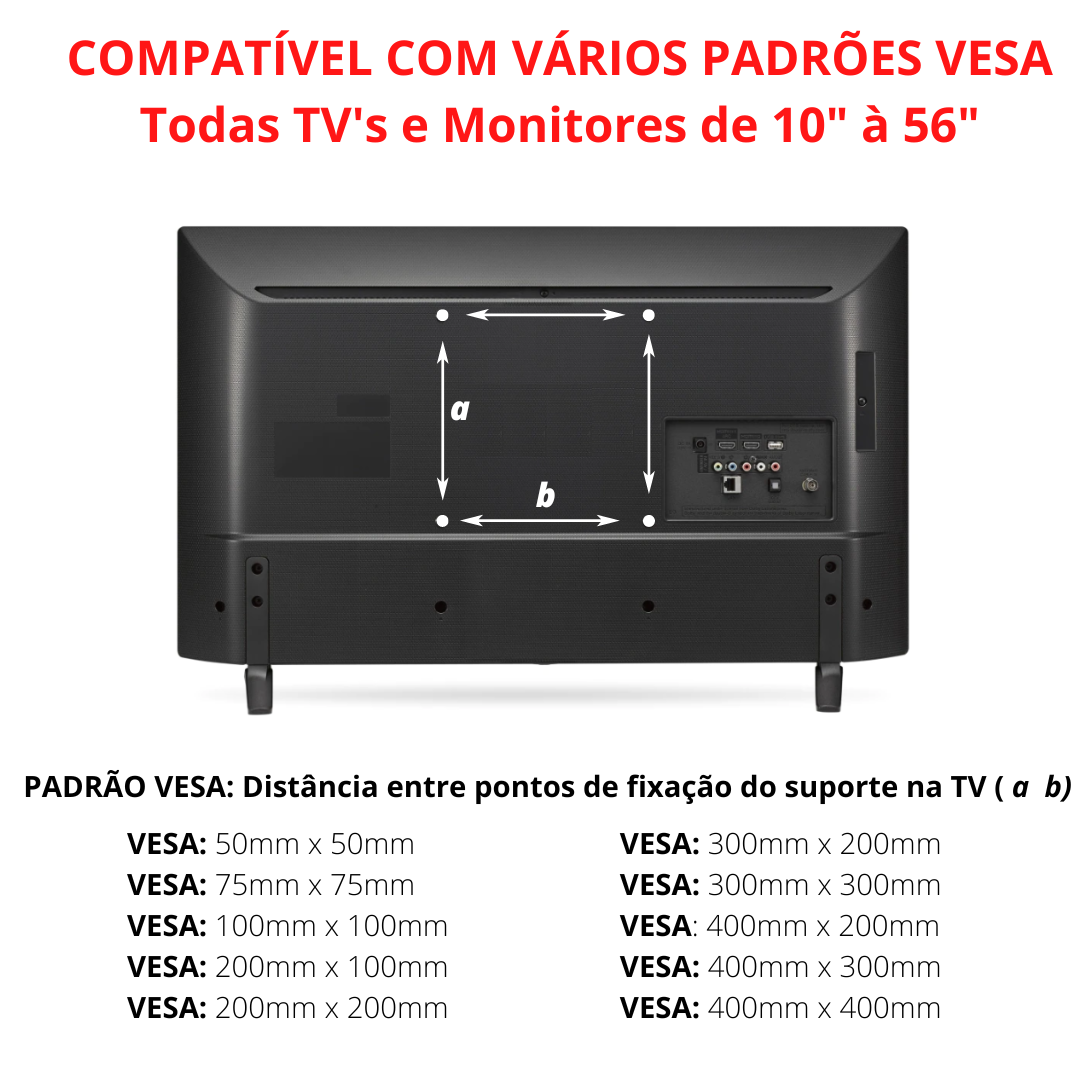 COMPATÍVEL COM VÁRIOS PADRÕES VESA
Todas TV's e Monitores de 10" à 56"
a
b
PADRÃO VESA: Distância entre pontos de fixação do suporte na TV ( a b)
VESA: 50mm x 50mm
VESA: 75mm x 75mm
VESA: 100mm x 100mm
VESA: 200mm x 100mm
VESA: 200mm x 200mm
VESA: 300mm x 200mm
VESA: 300mm x 300mm
VESA: 400mm x 200mm
VESA: 400mm x 300mm
VESA: 400mm x 400mm